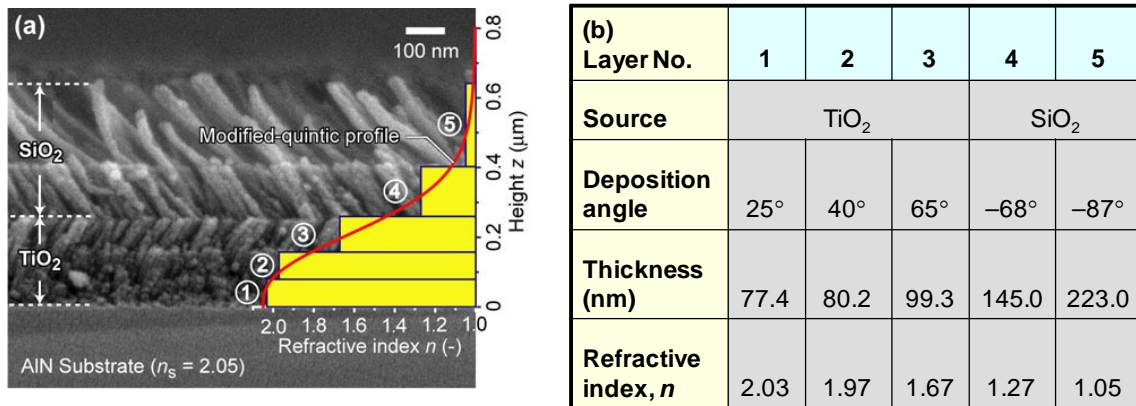 (a)
100 nm
0.8
0.6
0.4
0.2
0
Height z (µm)
SiO₂
TiO₂
Modified-quintic profile
⑤
④
③
②
①
2.0 1.8 1.6 1.4 1.2 1.0
Refractive index n (-)
AlN Substrate (nₛ = 2.05)
(b)
Layer No. 1 2 3 4 5
Source TiO₂ SiO₂
Deposition
angle 25° 40° 65° –68° –87°
Thickness
(nm) 77.4 80.2 99.3 145.0 223.0
Refractive
index, n 2.03 1.97 1.67 1.27 1.05